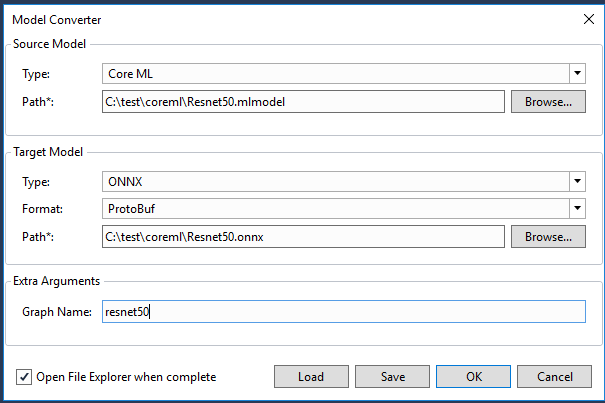 Model Converter
Source Model
Type: Core ML
Path*: C:\test\coreml\Resnet50.mlmodel Browse...
Target Model
Type: ONNX
Format: ProtoBuf
Path*: C:\test\coreml\Resnet50.onnx Browse...
Extra Arguments
Graph Name: resnet50
Open File Explorer when complete Load Save OK Cancel